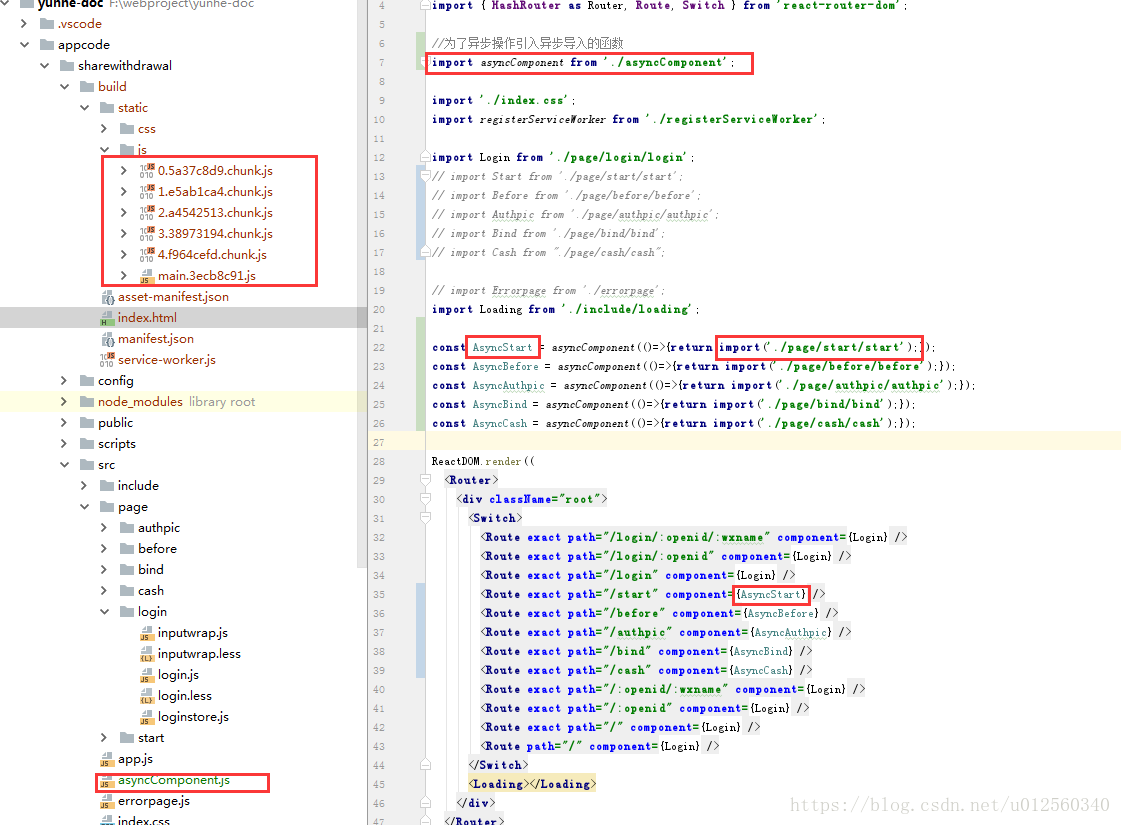 yunhe-doc F:\webproject\yunhe-doc
.vscode
appcode
sharewithdrawal
build
static
css
js
0.5a37c8d9.chunk.js
1.e5ab1ca4.chunk.js
2.a4542513.chunk.js
3.38973194.chunk.js
4.f964cefd.chunk.js
main.3ecb8c91.js
asset-manifest.json
index.html
manifest.json
service-worker.js
config
node_modules library root
public
scripts
src
include
page
authpic
before
bind
cash
login
inputwrap.js
inputwrap.less
login.js
login.less
loginstore.js
start
app.js
asyncComponent.js
errorpage.js
index.css
4 import { HashRouter as Router, Route, Switch } from 'react-router-dom';
5
6 //为了异步操作引入异步导入的函数
7 import asyncComponent from './asyncComponent';
8
9 import './index.css';
10 import registerServiceWorker from './registerServiceWorker';
11
12 import Login from './page/login/login';
13 // import Start from './page/start/start';
14 // import Before from './page/before/before';
15 // import Authpic from './page/authpic/authpic';
16 // import Bind from './page/bind/bind';
17 // import Cash from "./page/cash/cash";
18
19 // import Errorpage from './errorpage';
20 import Loading from './include/loading';
21
22 const AsyncStart = asyncComponent(()=>{return import('./page/start/start');});
23 const AsyncBefore = asyncComponent(()=>{return import('./page/before/before');});
24 const AsyncAuthpic = asyncComponent(()=>{return import('./page/authpic/authpic');});
25 const AsyncBind = asyncComponent(()=>{return import('./page/bind/bind');});
26 const AsyncCash = asyncComponent(()=>{return import('./page/cash/cash');});
27
28 ReactDOM.render((
29 <Router>
30 <div className="root">
31 <Switch>
32 <Route exact path="/login/:openid/:wxname" component={Login} />
33 <Route exact path="/login/:openid" component={Login} />
34 <Route exact path="/login" component={Login} />
35 <Route exact path="/start" component={AsyncStart} />
36 <Route exact path="/before" component={AsyncBefore} />
37 <Route exact path="/authpic" component={AsyncAuthpic} />
38 <Route exact path="/bind" component={AsyncBind} />
39 <Route exact path="/cash" component={AsyncCash} />
40 <Route exact path="/:openid/:wxname" component={Login} />
41 <Route exact path="/:openid" component={Login} />
42 <Route exact path="/" component={Login} />
43 <Route path="/" component={Login} />
44 </Switch>
45 <Loading></Loading>
46 </div>
47 </Router>
https://blog.csdn.net/u012560340